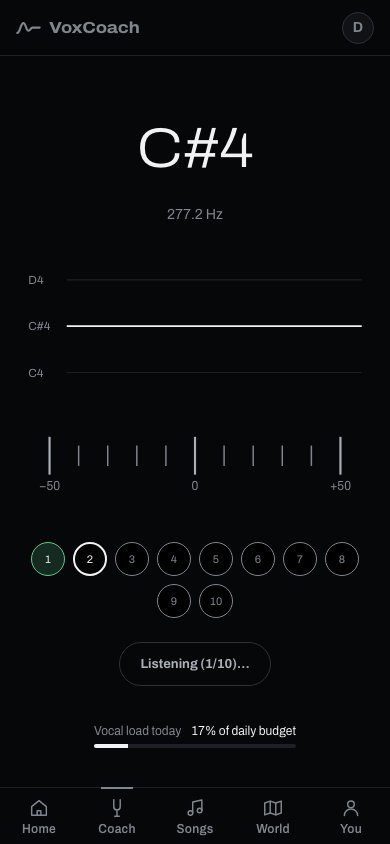 VoxCoach
D
C#4
277.2 Hz
D4
C#4
C4
−50 0 +50
1 2 3 4 5 6 7 8
9 10
Listening (1/10)...
Vocal load today 17% of daily budget
Home Coach Songs World You